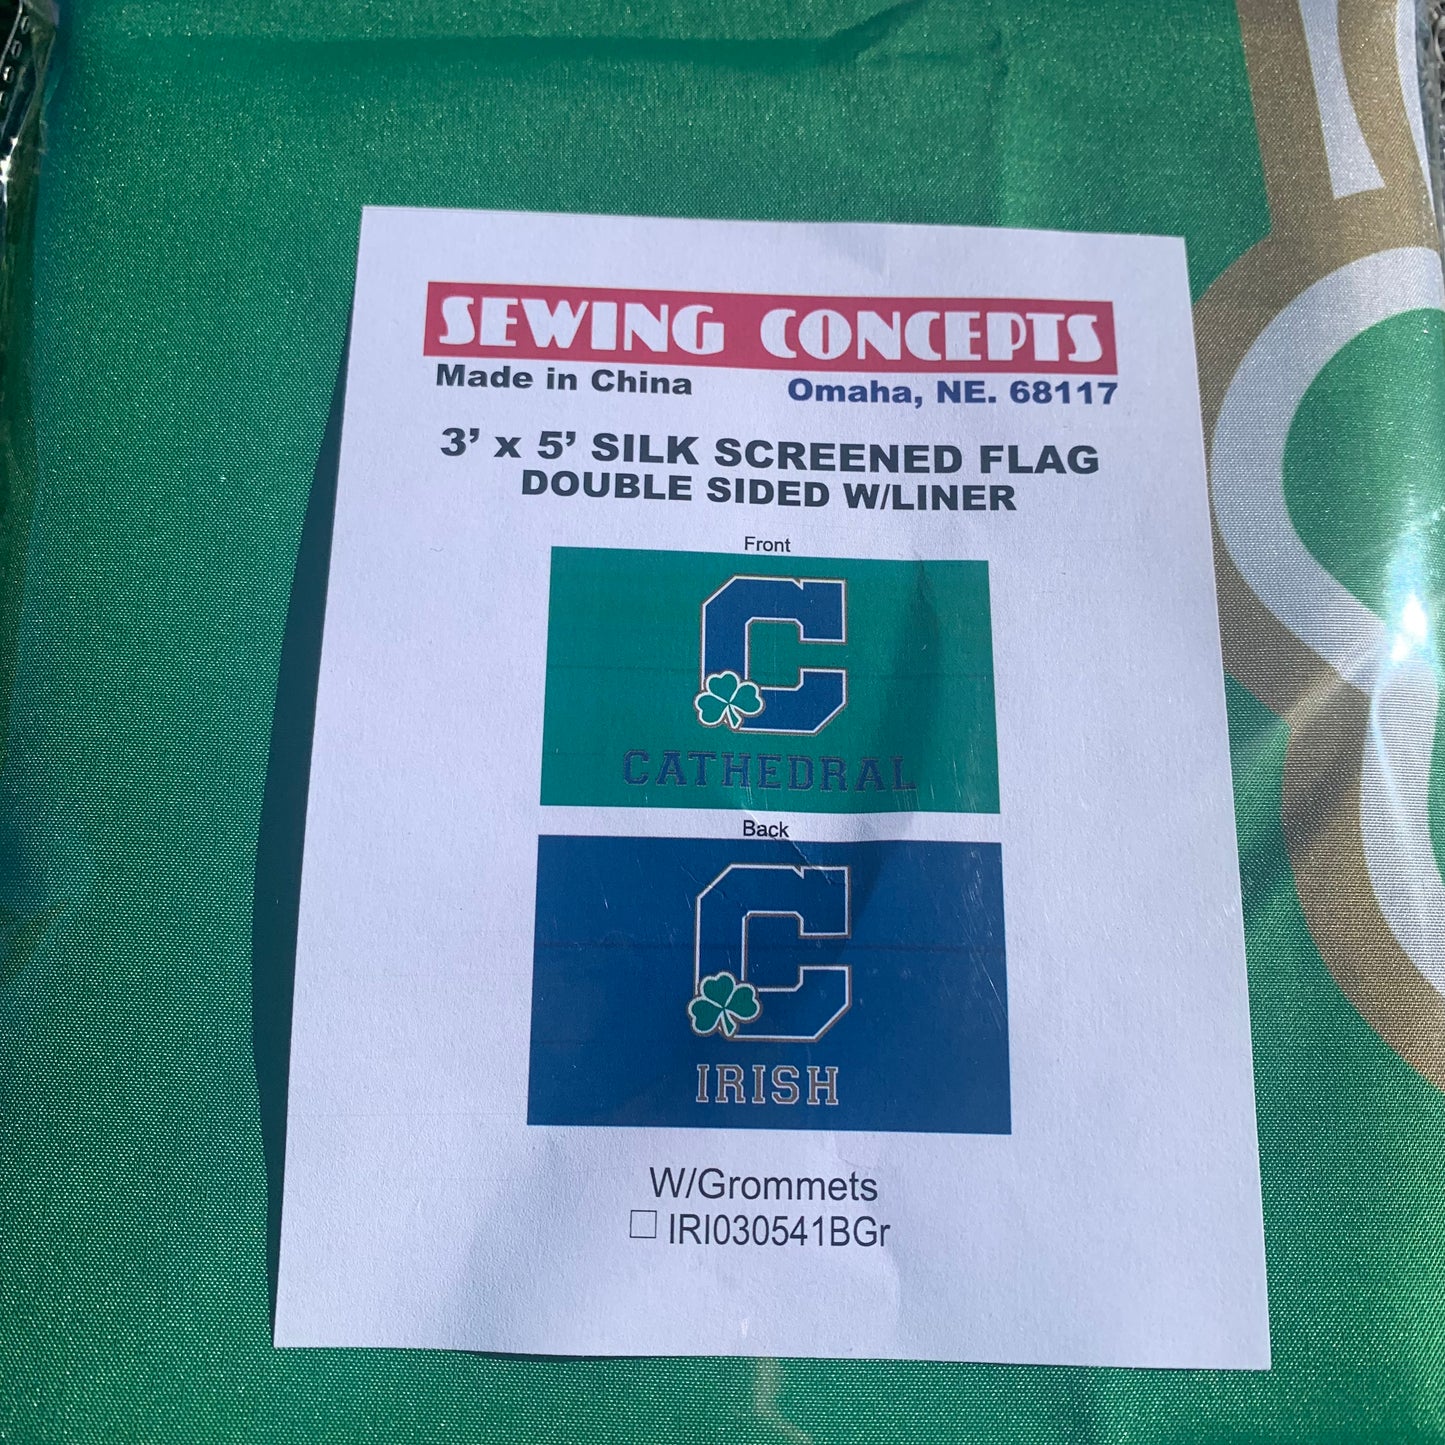 SEWING CONCEPTS
Made in China Omaha, NE. 68117
3' x 5' SILK SCREENED FLAG
DOUBLE SIDED W/LINER
Front
C
CATHEDRAL
Back
C
IRISH
W/Grommets
☐ IRI030541BGr